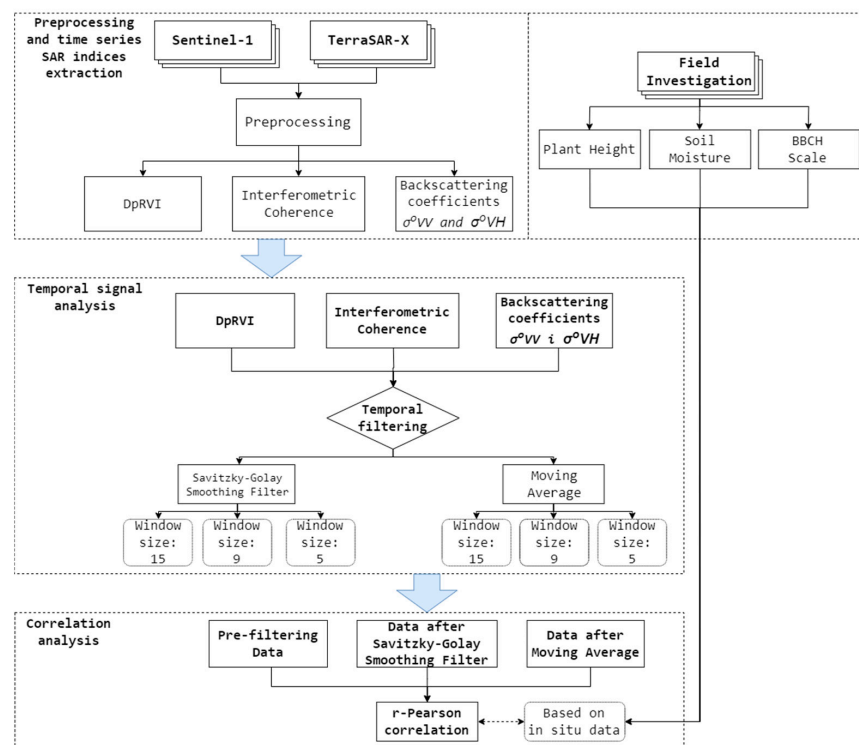 Preprocessing
and time series
SAR indices
extraction
Sentinel-1
TerraSAR-X
Preprocessing
DpRVI
Interferometric
Coherence
Backscattering
coefficients
σ⁰VV and σ⁰VH
Field
Investigation
Plant Height
Soil
Moisture
BBCH
Scale
Temporal signal
analysis
DpRVI
Interferometric
Coherence
Backscattering
coefficients
σ⁰VV i σ⁰VH
Temporal
filtering
Savitzky-Golay
Smoothing Filter
Moving
Average
Window
size:
15
Window
size:
9
Window
size:
5
Window
size:
15
Window
size:
9
Window
size:
5
Correlation
analysis
Pre-filtering
Data
Data after
Savitzky-Golay
Smoothing Filter
Data after
Moving Average
r-Pearson
correlation
Based on
in situ data